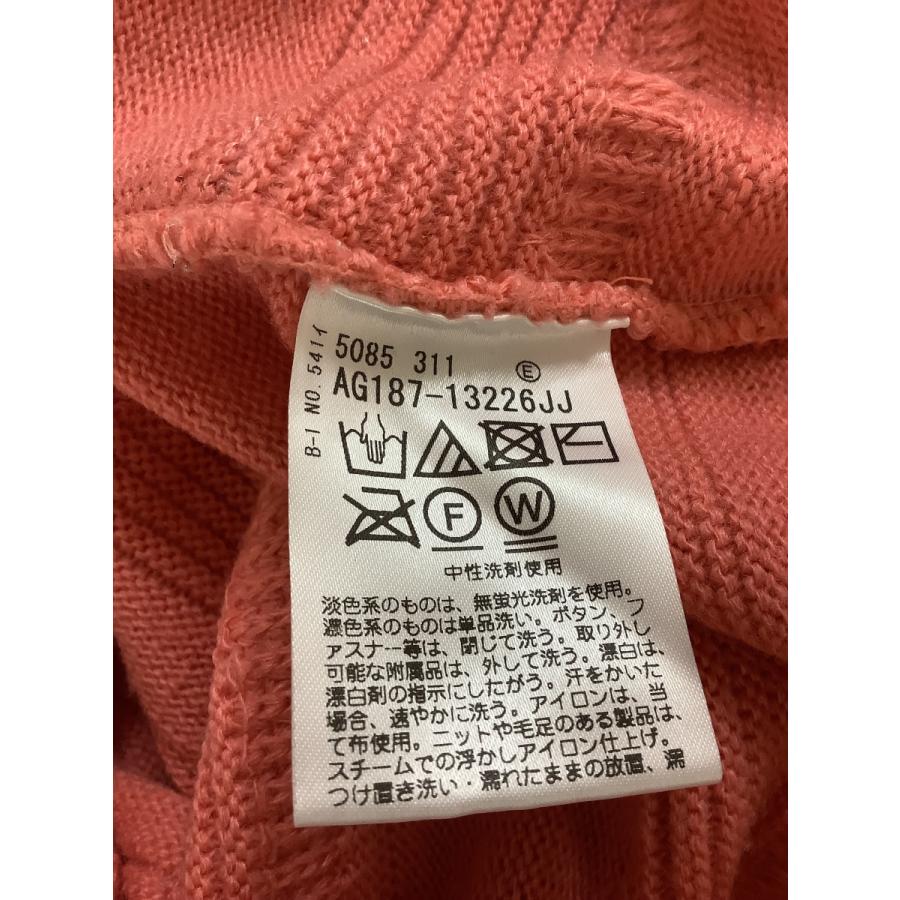 B-1 NO.541イ
5085 311 E
AG187-13226JJ
F W
中性洗剤使用
淡色系のものは、無蛍光洗剤を使用。
濃色系のものは単品洗い。ボタン、フ
ァスナー等は、閉じて洗う。取り外し
可能な附属品は、外して洗う。漂白は、
漂白剤の指示にしたがう。汗をかいた
場合、速やかに洗う。アイロンは、当
て布使用。ニットや毛足のある製品は、
スチームでの浮かしアイロン仕上げ。
つけ置き洗い・濡れたままの放置、濡